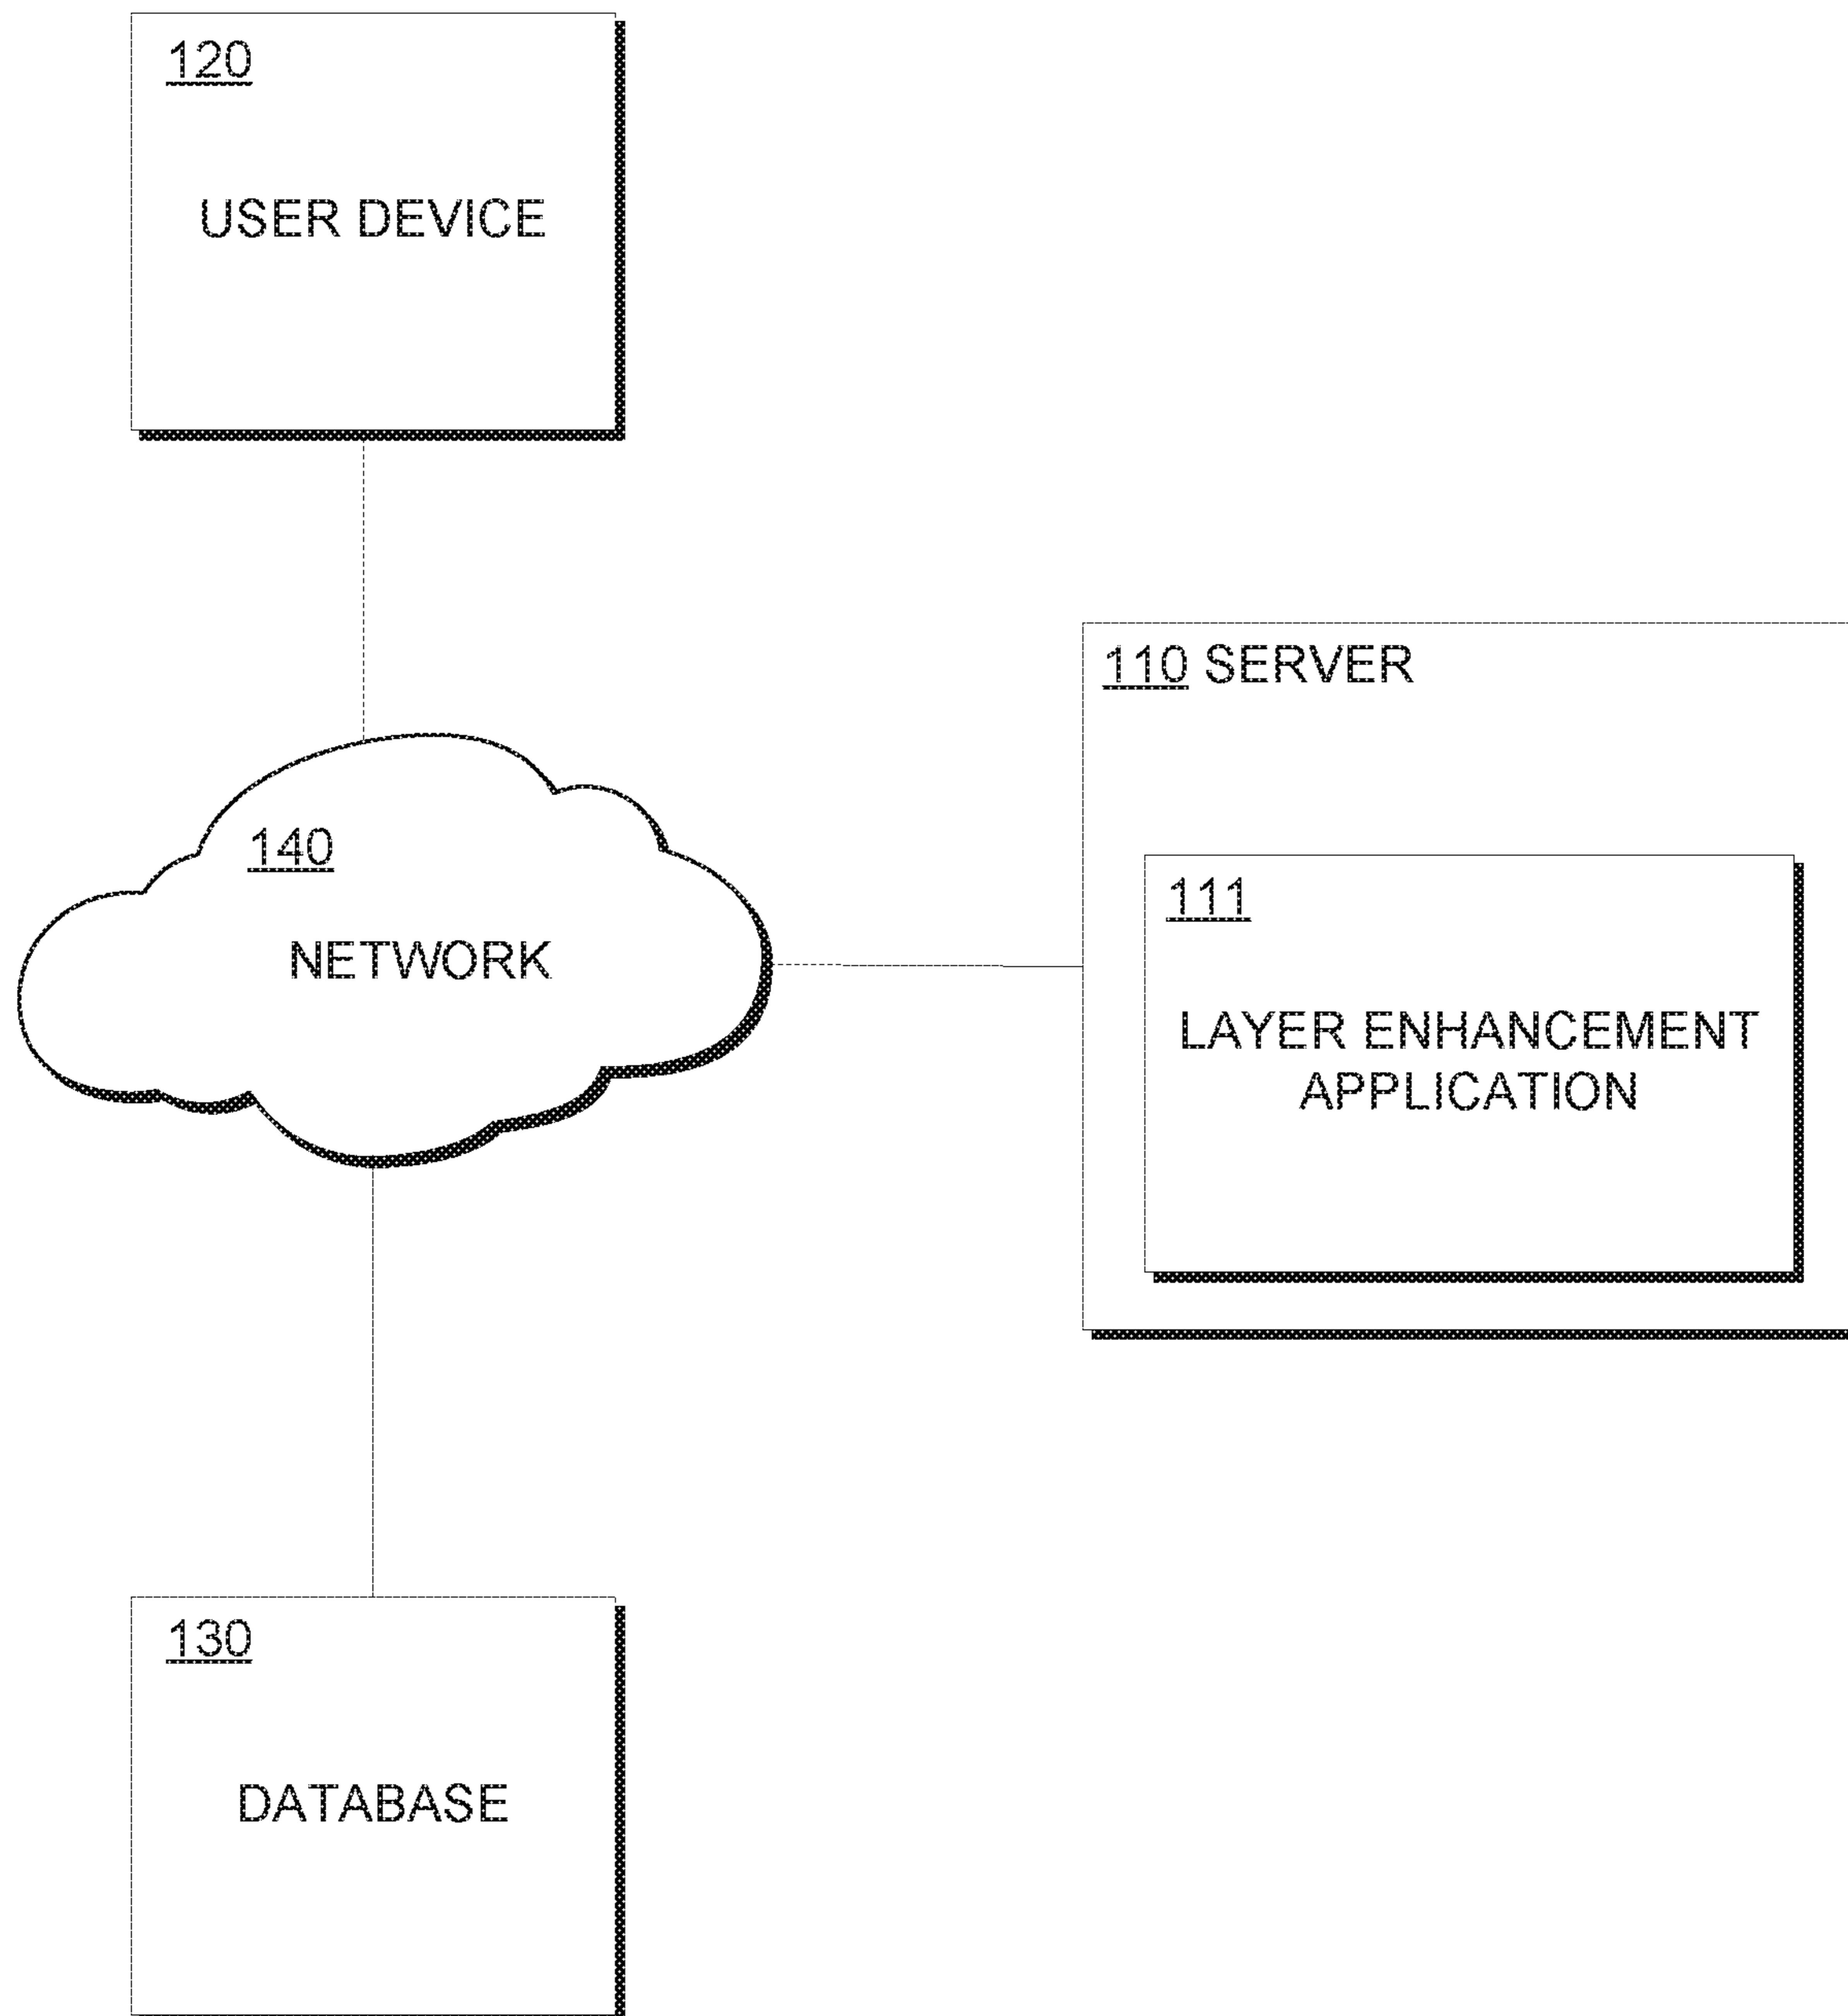 120
USER DEVICE
110 SERVER
140
NETWORK
111
LAYER ENHANCEMENT
APPLICATION
130
DATABASE